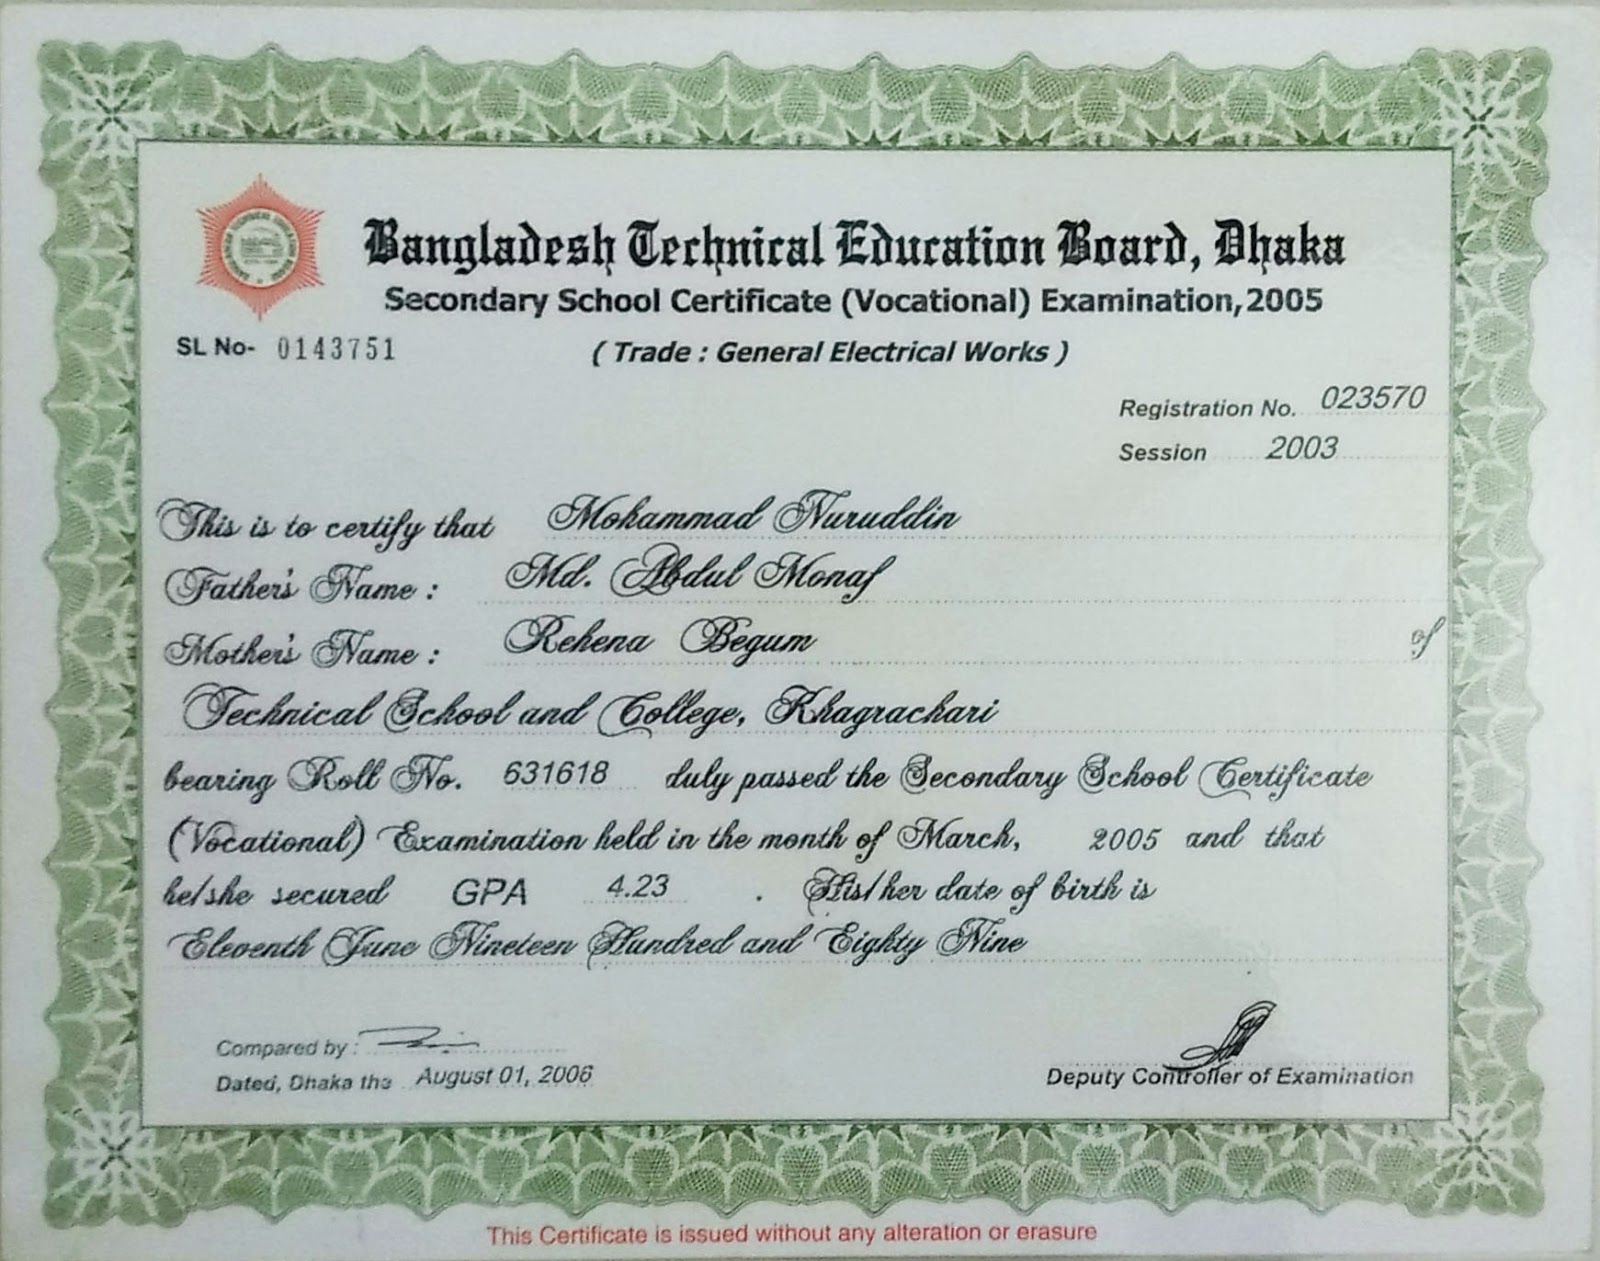 Bangladesh Technical Education Board, Dhaka
Secondary School Certificate (Vocational) Examination,2005
SL No- 0143751
( Trade : General Electrical Works )
Registration No. 023570
Session 2003
This is to certify that Mohammad Nuruddin
Father's Name : Md. Abdul Monaf
Mother's Name : Rehena Begum of
Technical School and College, Khagrachari
bearing Roll No. 631618 duly passed the Secondary School Certificate
(Vocational) Examination held in the month of March, 2005 and that
he/she secured GPA 4.23 . His/her date of birth is
Eleventh June Nineteen Hundred and Eighty Nine
Compared by :
Dated, Dhaka the August 01, 2006
Deputy Controller of Examination
This Certificate is issued without any alteration or erasure